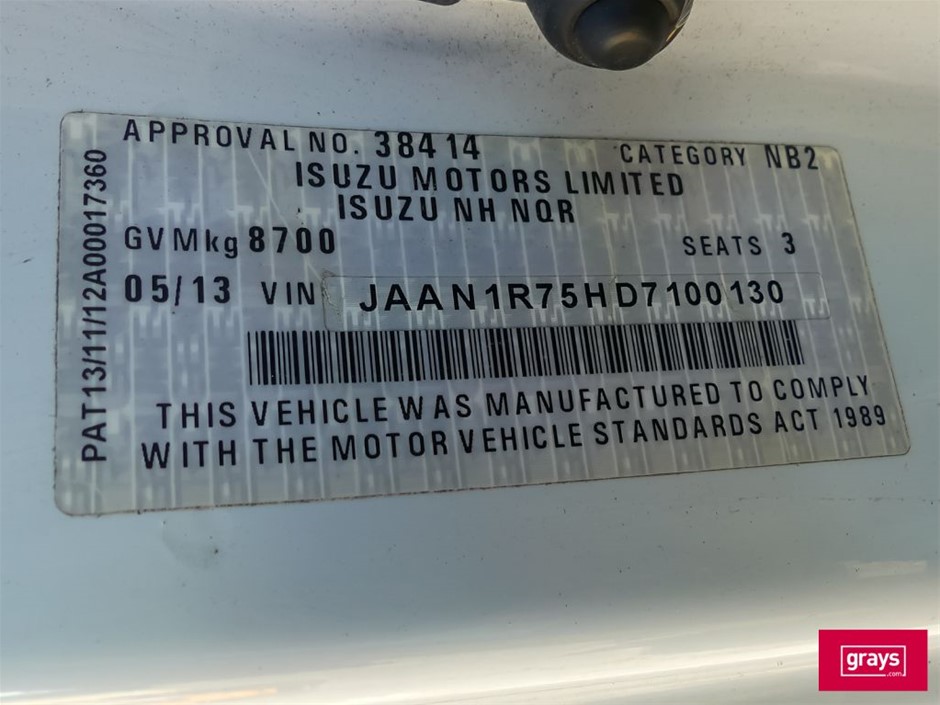 APPROVAL NO. 38414 CATEGORY NB2
ISUZU MOTORS LIMITED
ISUZU NH NQR
GVMkg 8700 SEATS 3
05/13 VIN JAAN1R75HD7100130
THIS VEHICLE WAS MANUFACTURED TO COMPLY
WITH THE MOTOR VEHICLE STANDARDS ACT 1989
PAT13/11/12A00017360
grays
.com